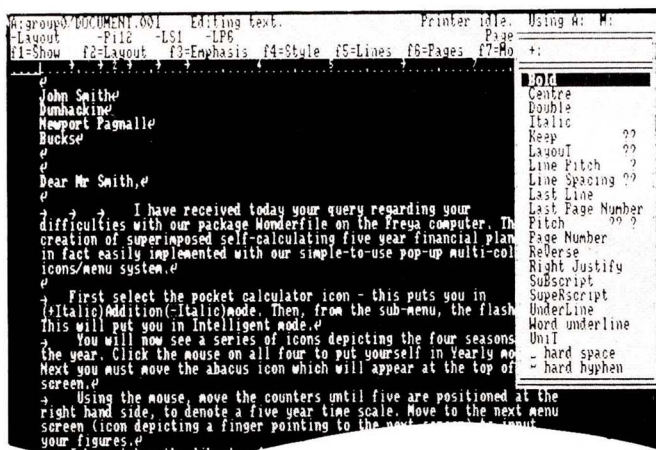 A:group0/DOCUMENT.001 Editing text. Printer idle. Using A: M:
-Layout -Pi12 -LS1 -LP6 Page
f1=Show f2=Layout f3=Emphasis f4=Style f5=Lines f6=Pages f7=Mo
+:
Bold
Centre
Double
Italic
Keep ??
LayouT ??
Line Pitch ?
Line Spacing ??
Last Line
Last Page Number
Pitch ?? ?
Page Number
ReVerse
Right Justify
SuBscript
SupeRscript
UnderLine
Word underline
UniT
- hard space
- hard hyphen
John Smith
Dunhackin
Newport Pagnall
Bucks
Dear Mr Smith,
→ → → I have received today your query regarding your
difficulties with our package Wonderfile on the Freya computer. Th
creation of superimposed self-calculating five year financial plan
in fact easily implemented with our simple-to-use pop-up multi-col
icons/menu system.
→ First select the pocket calculator icon - this puts you in
(+Italic)Addition(-Italic)mode. Then, from the sub-menu, the flash
This will put you in Intelligent mode.
→ You will now see a series of icons depicting the four seasons
the year. Click the mouse on all four to put yourself in Yearly mo
Next you must move the abacus icon which will appear at the top of
screen.
→ Using the mouse, move the counters until five are positioned at the
right hand side, to denote a five year time scale. Move to the next menu
screen (icon depicting a finger pointing to the next screen) to input
your figures.